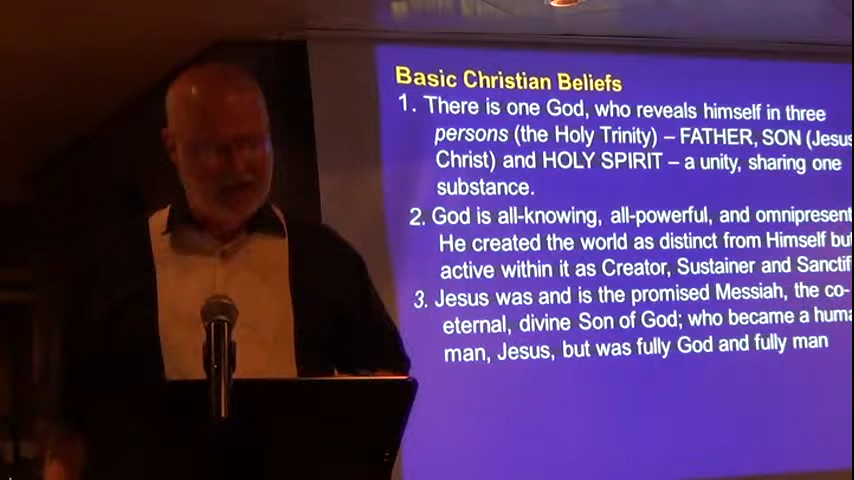 Basic Christian Beliefs
1. There is one God, who reveals himself in three
persons (the Holy Trinity) – FATHER, SON (Jesus
Christ) and HOLY SPIRIT – a unity, sharing one
substance.
2. God is all-knowing, all-powerful, and omnipresent
He created the world as distinct from Himself but
active within it as Creator, Sustainer and Sanctif
3. Jesus was and is the promised Messiah, the co-
eternal, divine Son of God; who became a huma
man, Jesus, but was fully God and fully man